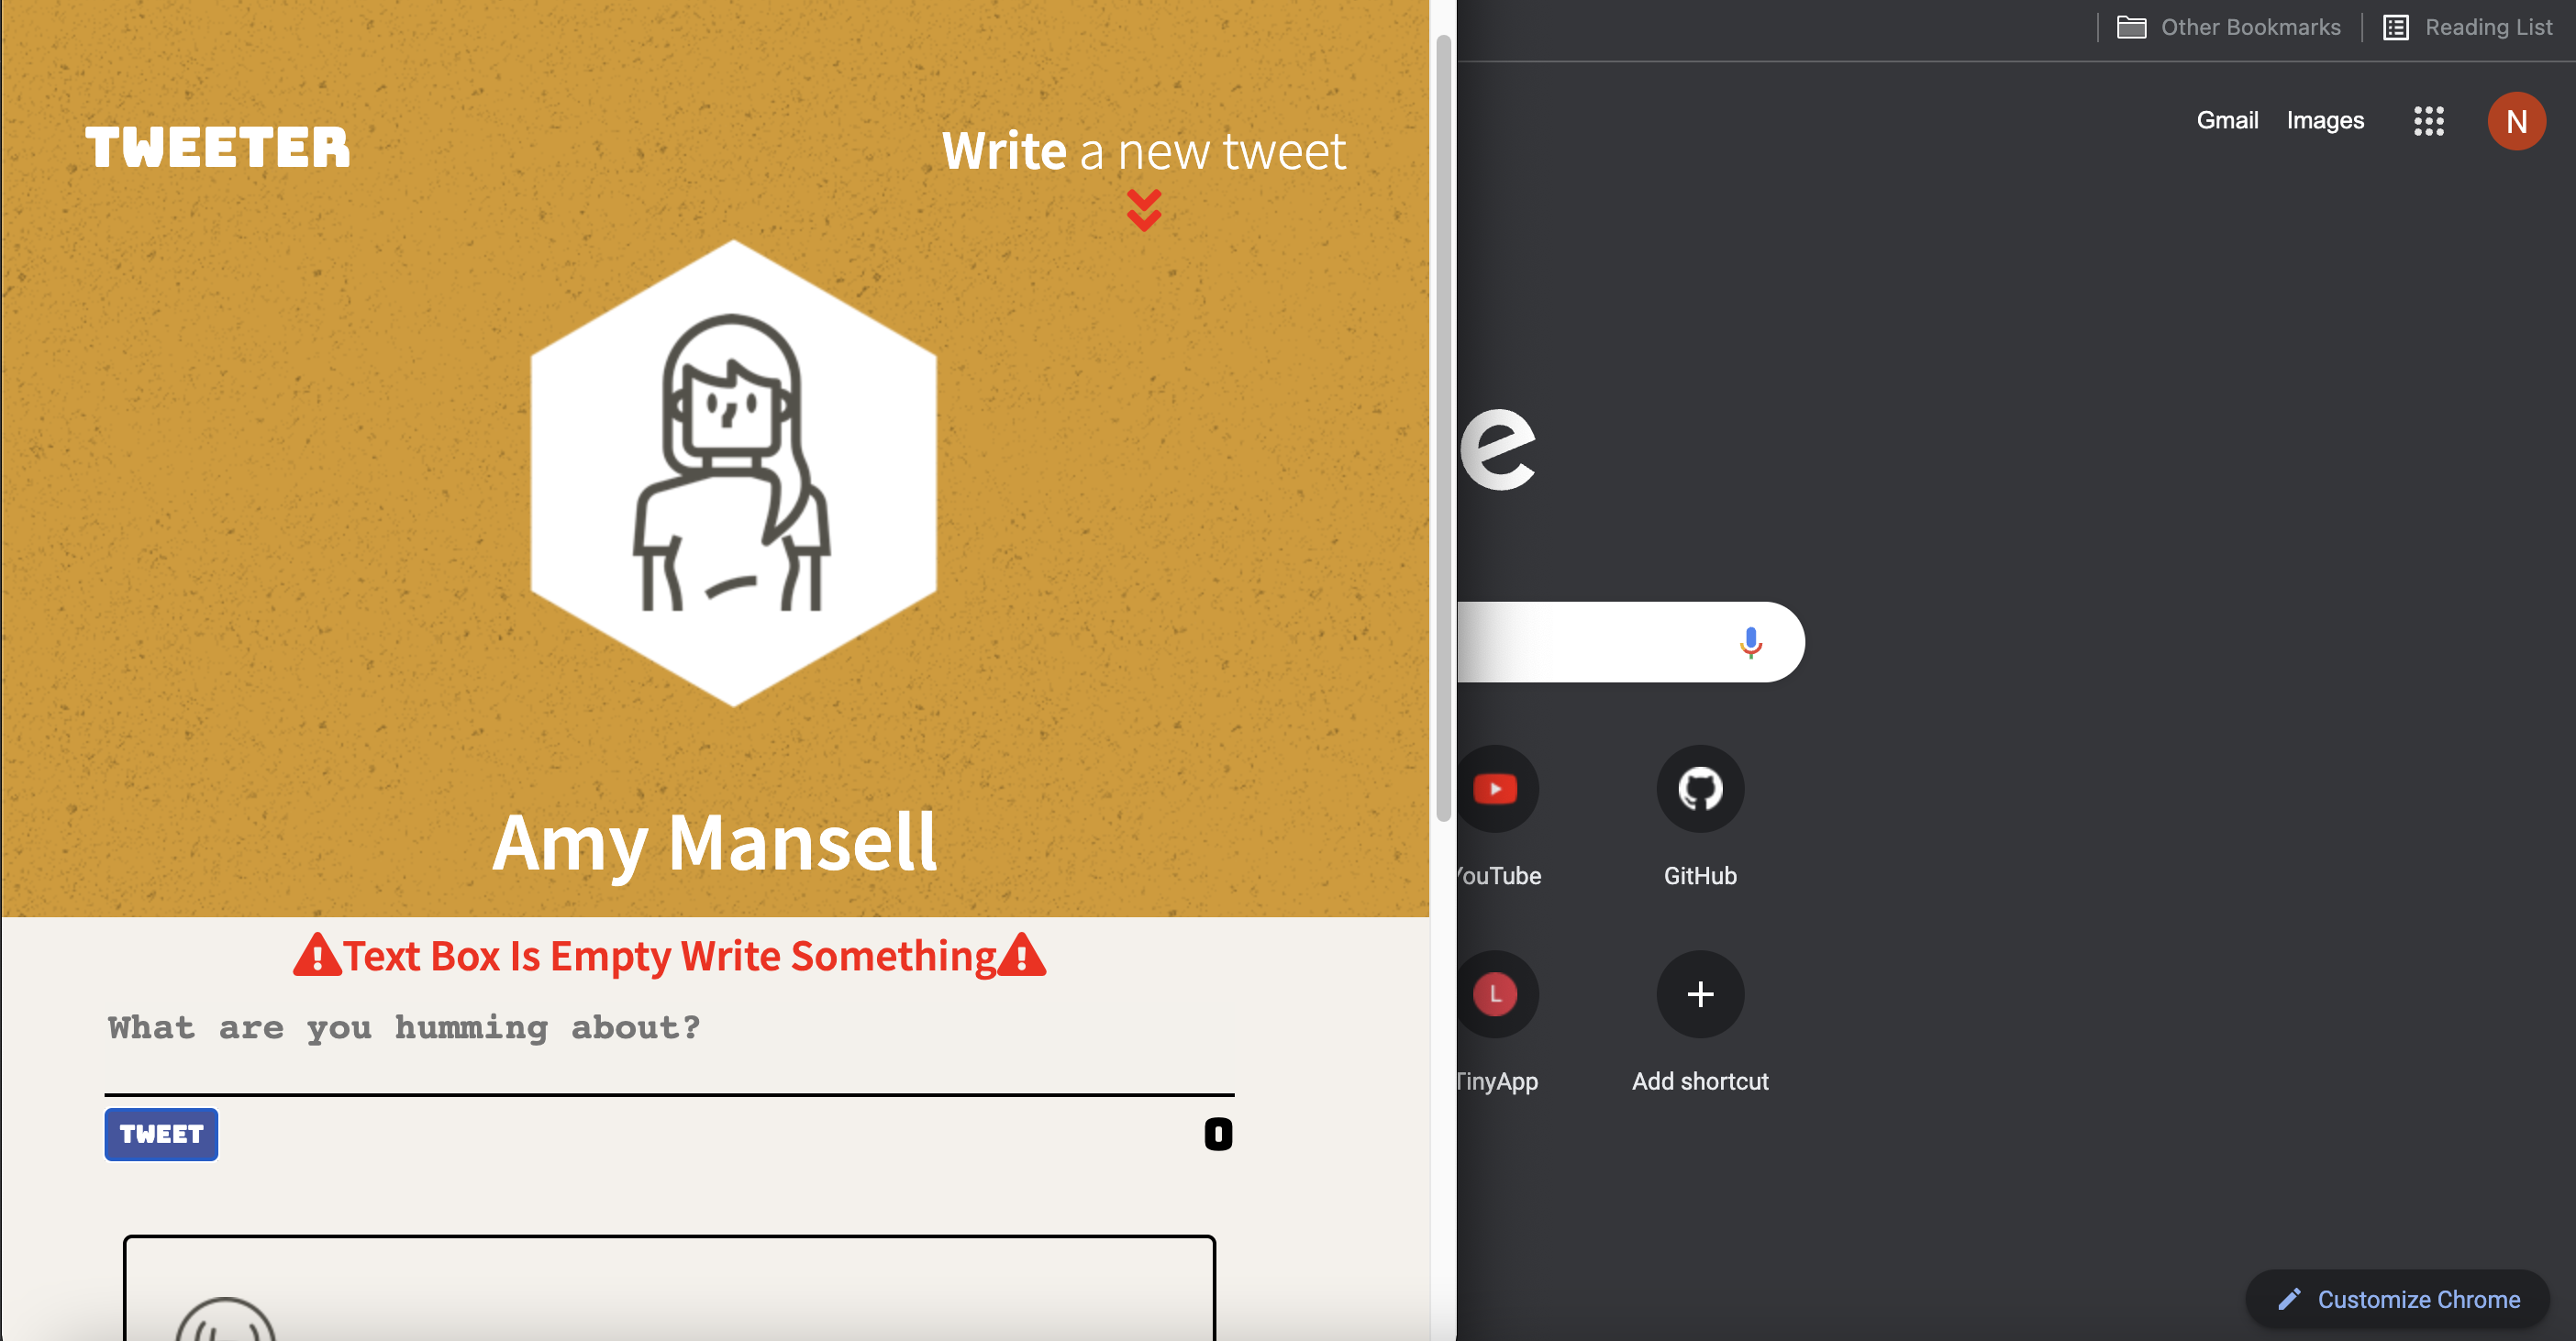 TWEETER
Write a new tweet
Amy Mansell
Text Box Is Empty Write Something
What are you humming about?
TWEET
0
Other Bookmarks
Reading List
Gmail
Images
N
e
YouTube
GitHub
L
TinyApp
Add shortcut
Customize Chrome